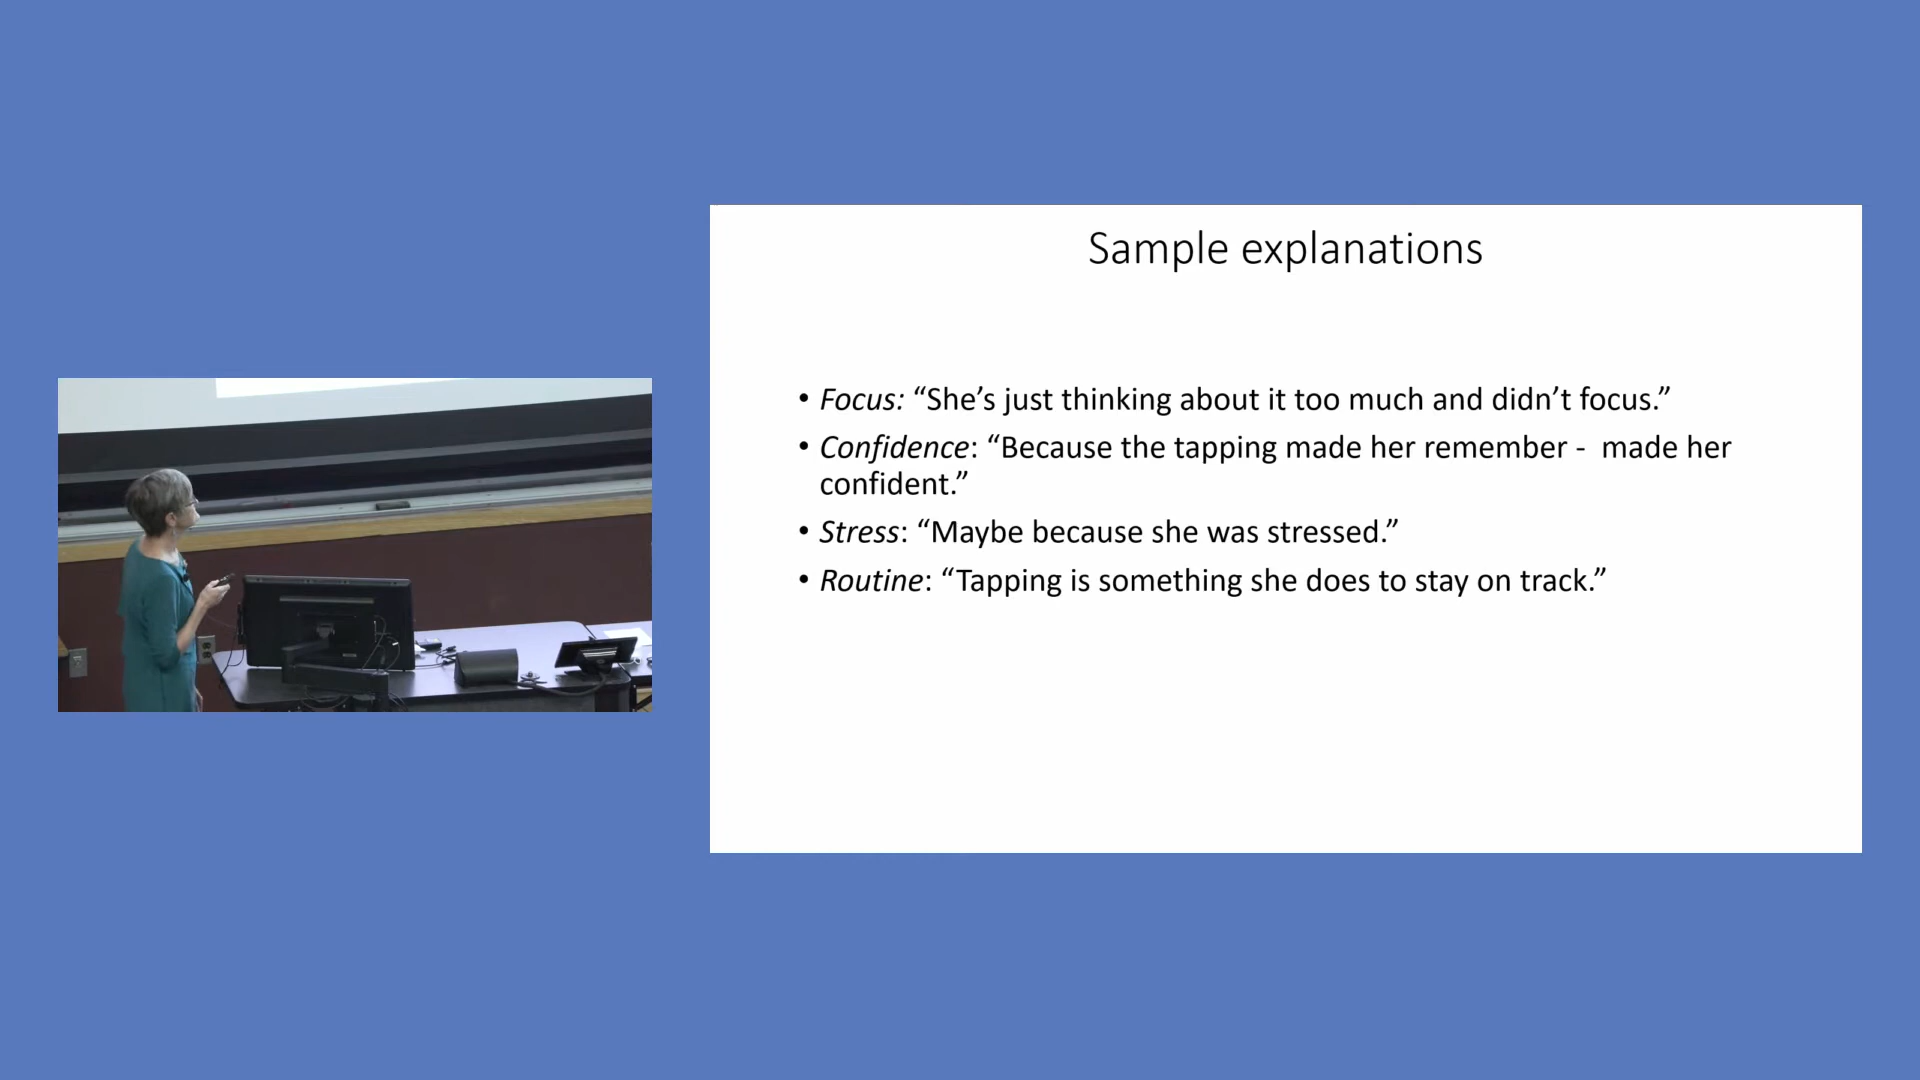 Sample explanations
• Focus: “She’s just thinking about it too much and didn’t focus.”
• Confidence: “Because the tapping made her remember -  made her
confident.”
• Stress: “Maybe because she was stressed.”
• Routine: “Tapping is something she does to stay on track.”